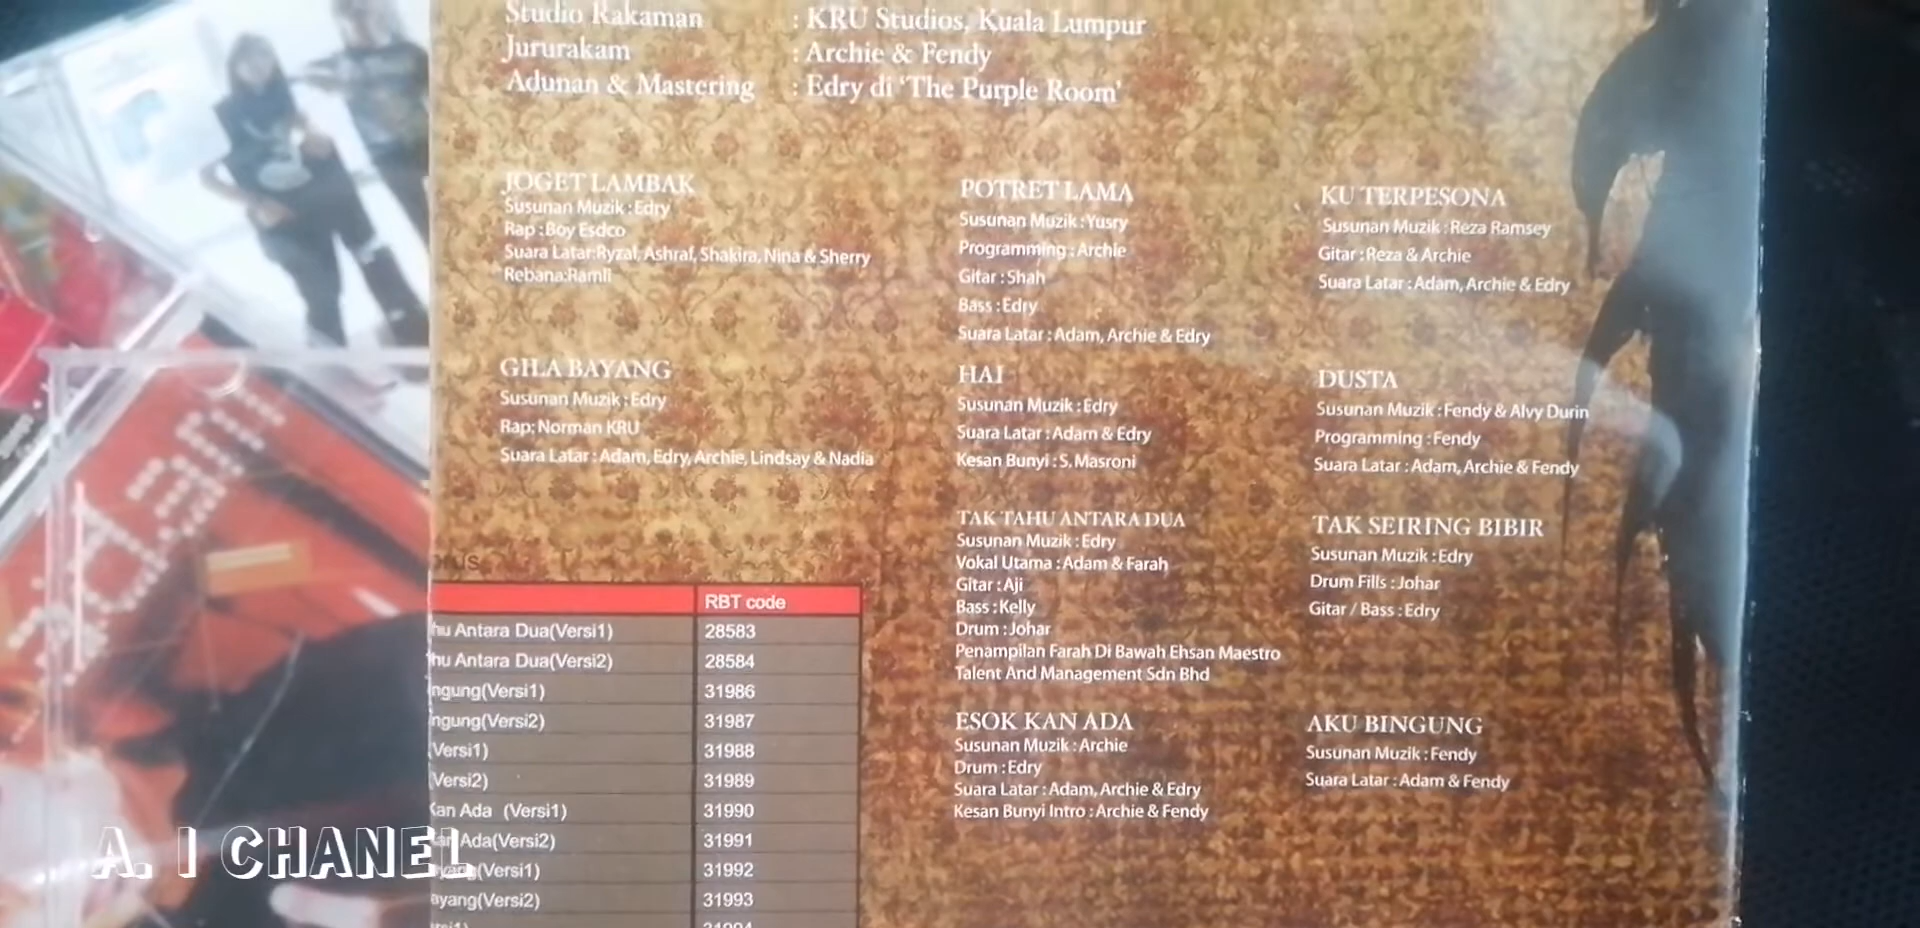 Studio Rakaman : KRU Studios, Kuala Lumpur
Jururakam : Archie & Fendy
Adunan & Mastering : Edry di 'The Purple Room'
JOGET LAMBAK
Susunan Muzik : Edry
Rap : Boy Esdco
Suara Latar:Ryzal, Ashraf, Shakira, Nina & Sherry
Rebana:Ramli
GILA BAYANG
Susunan Muzik : Edry
Rap: Norman KRU
Suara Latar : Adam, Edry, Archie, Lindsay & Nadia
POTRET LAMA
Susunan Muzik : Yusry
Programming : Archie
Gitar : Shah
Bass : Edry
Suara Latar : Adam, Archie & Edry
HAI
Susunan Muzik : Edry
Suara Latar : Adam & Edry
Kesan Bunyi : S. Masroni
TAK TAHU ANTARA DUA
Susunan Muzik : Edry
Vokal Utama : Adam & Farah
Gitar : Aji
Bass : Kelly
Drum : Johar
Penampilan Farah Di Bawah Ehsan Maestro
Talent And Management Sdn Bhd
ESOK KAN ADA
Susunan Muzik : Archie
Drum : Edry
Suara Latar : Adam, Archie & Edry
Kesan Bunyi Intro : Archie & Fendy
KU TERPESONA
Susunan Muzik : Reza Ramsey
Gitar : Reza & Archie
Suara Latar : Adam, Archie & Edry
DUSTA
Susunan Muzik : Fendy & Alvy Durin
Programming : Fendy
Suara Latar : Adam, Archie & Fendy
TAK SEIRING BIBIR
Susunan Muzik : Edry
Drum Fills : Johar
Gitar / Bass : Edry
AKU BINGUNG
Susunan Muzik : Fendy
Suara Latar : Adam & Fendy
RBT code
hu Antara Dua(Versi1) 28583
hu Antara Dua(Versi2) 28584
ngung(Versi1) 31986
ngung(Versi2) 31987
(Versi1) 31988
(Versi2) 31989
Kan Ada (Versi1) 31990
Kan Ada(Versi2) 31991
ayang(Versi1) 31992
ayang(Versi2) 31993
A. I CHANEL